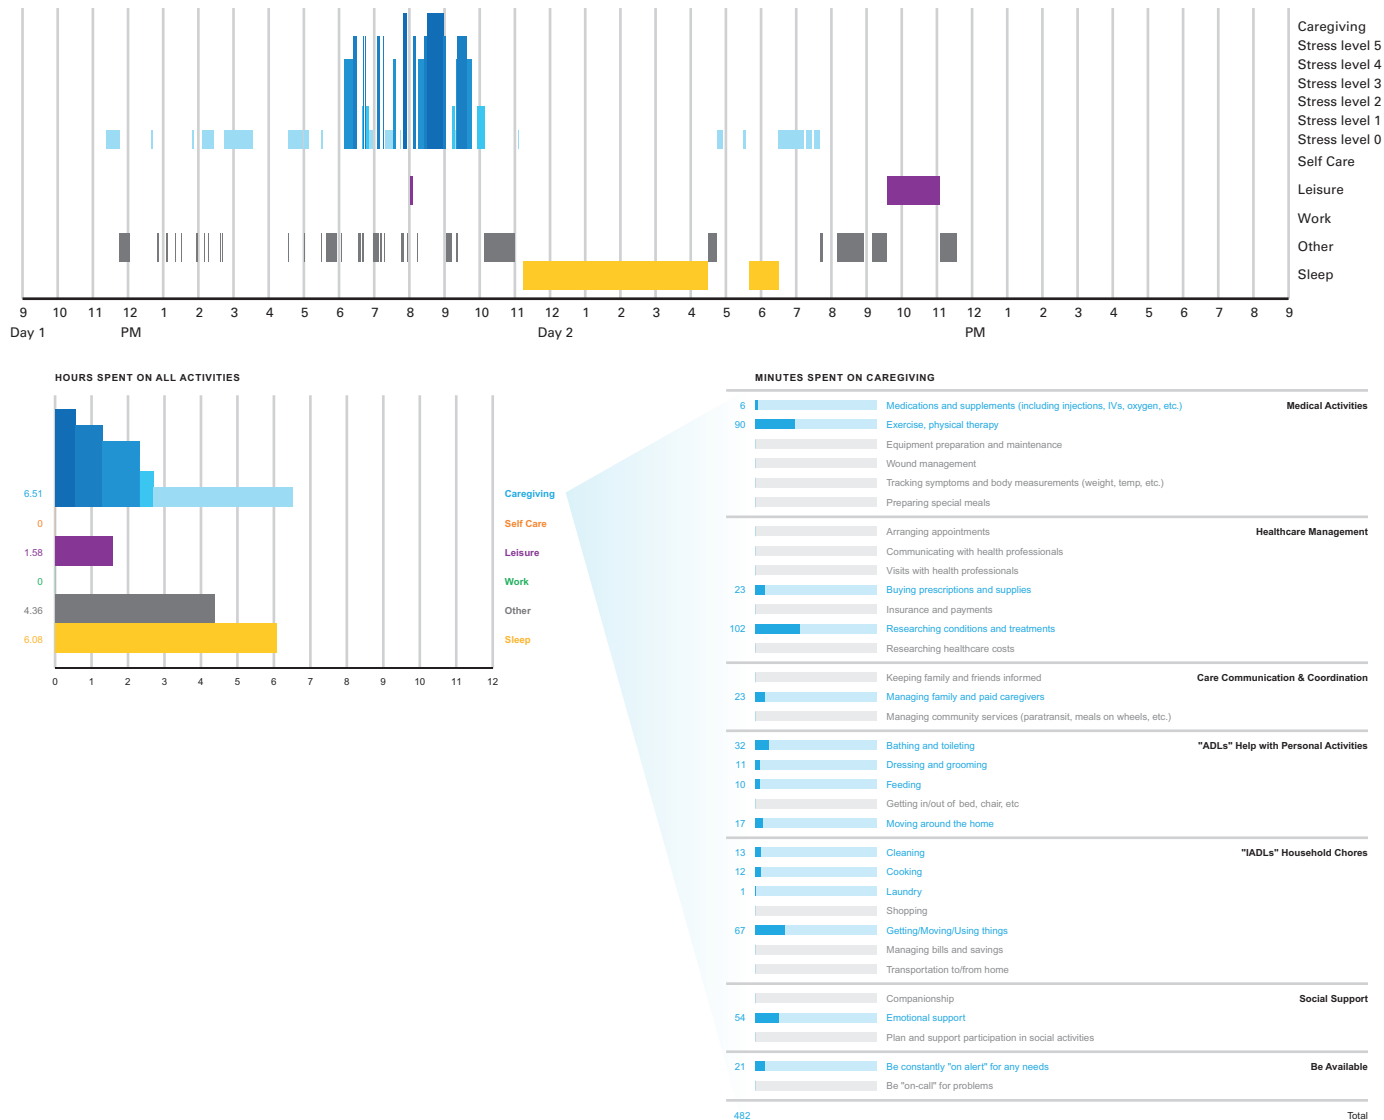 Caregiving
Stress level 5
Stress level 4
Stress level 3
Stress level 2
Stress level 1
Stress level 0
Self Care
Leisure
Work
Other
Sleep
9 10 11 12 1 2 3 4 5 6 7 8 9 10 11 12 1 2 3 4 5 6 7 8 9 10 11 12 1 2 3 4 5 6 7 8 9
Day 1 PM Day 2 PM
HOURS SPENT ON ALL ACTIVITIES
6.51 Caregiving
0 Self Care
1.58 Leisure
0 Work
4.36 Other
6.08 Sleep
0 1 2 3 4 5 6 7 8 9 10 11 12
MINUTES SPENT ON CAREGIVING
6 Medications and supplements (including injections, IVs, oxygen, etc.) Medical Activities
90 Exercise, physical therapy
Equipment preparation and maintenance
Wound management
Tracking symptoms and body measurements (weight, temp, etc.)
Preparing special meals
Arranging appointments Healthcare Management
Communicating with health professionals
Visits with health professionals
23 Buying prescriptions and supplies
Insurance and payments
102 Researching conditions and treatments
Researching healthcare costs
Keeping family and friends informed Care Communication & Coordination
23 Managing family and paid caregivers
Managing community services (paratransit, meals on wheels, etc.)
32 Bathing and toileting "ADLs" Help with Personal Activities
11 Dressing and grooming
10 Feeding
Getting in/out of bed, chair, etc
17 Moving around the home
13 Cleaning "IADLs" Household Chores
12 Cooking
1 Laundry
Shopping
67 Getting/Moving/Using things
Managing bills and savings
Transportation to/from home
Companionship Social Support
54 Emotional support
Plan and support participation in social activities
21 Be constantly "on alert" for any needs Be Available
Be "on-call" for problems
482 Total